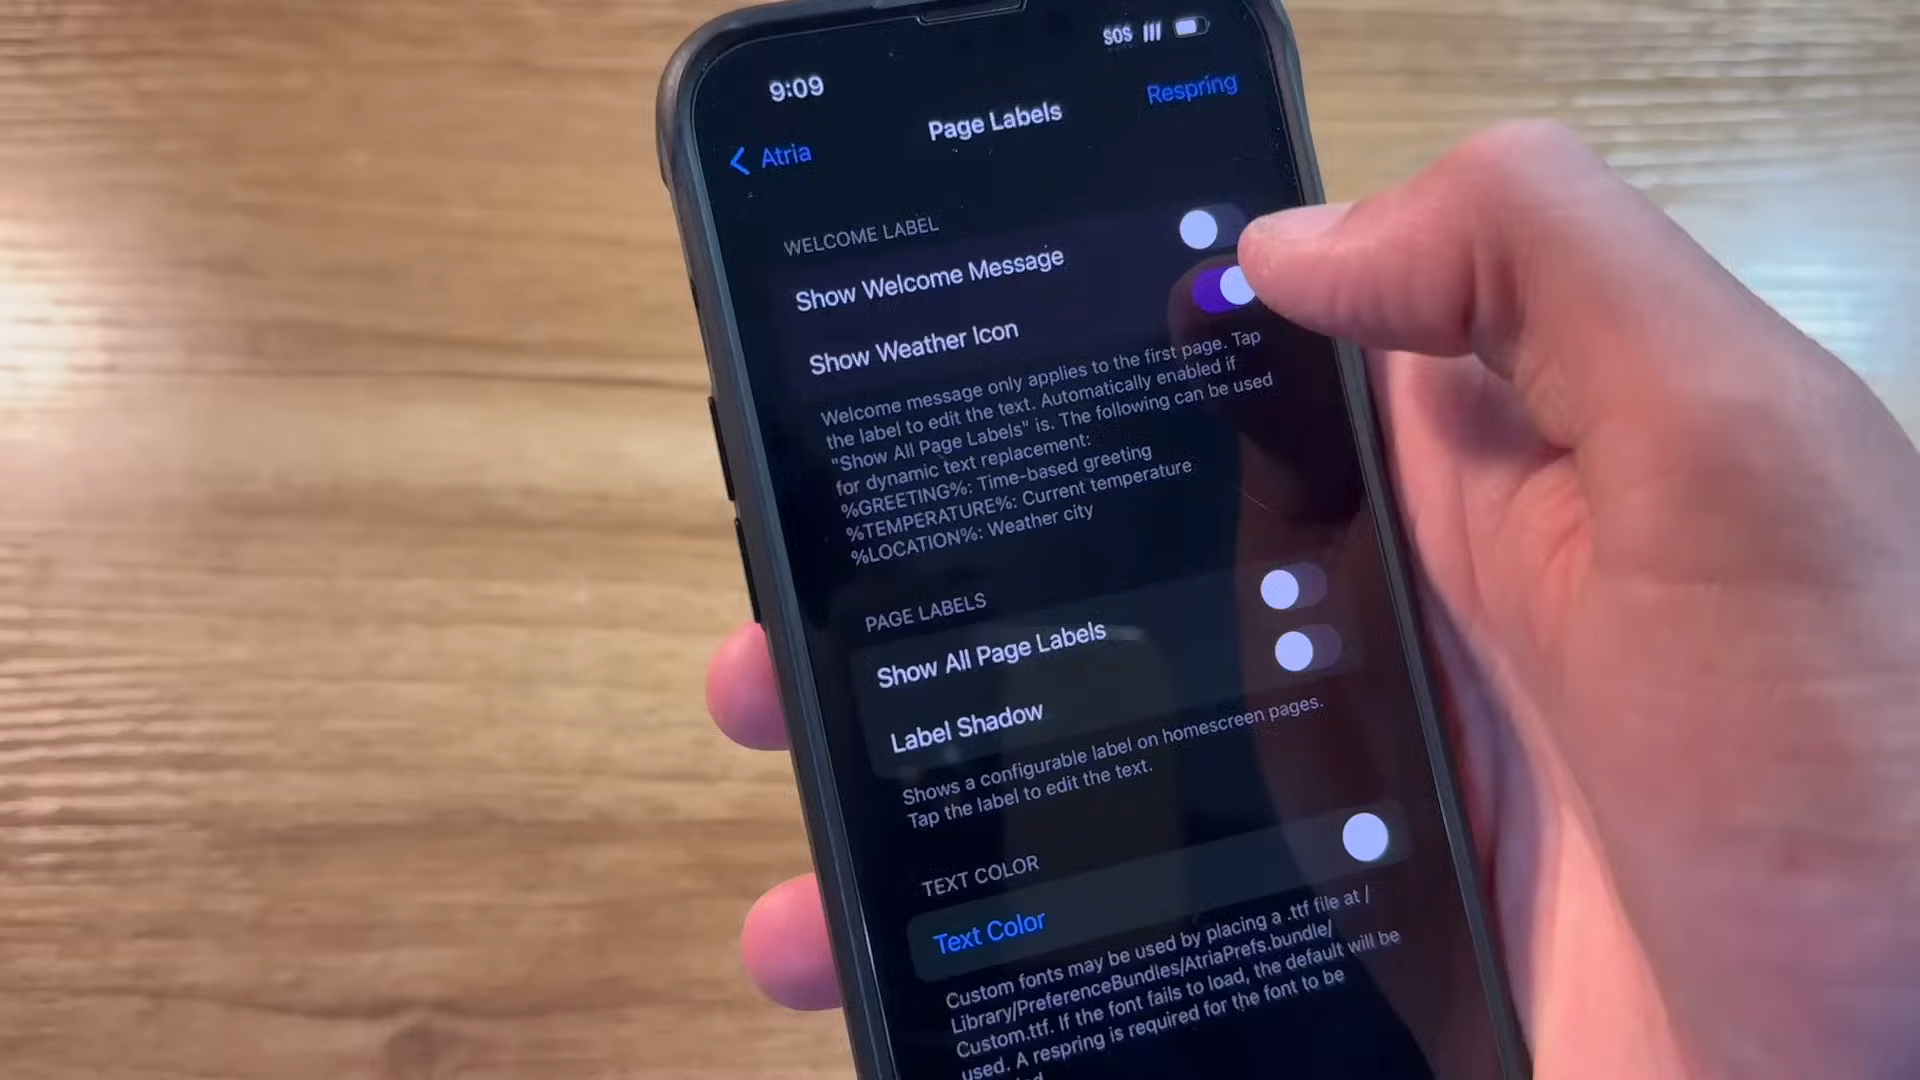 9:09
SOS
Respring
Page Labels
Atria
WELCOME LABEL
Show Welcome Message
Show Weather Icon
Welcome message only applies to the first page. Tap
the label to edit the text. Automatically enabled if
"Show All Page Labels" is. The following can be used
for dynamic text replacement:
%GREETING%: Time-based greeting
%TEMPERATURE%: Current temperature
%LOCATION%: Weather city
PAGE LABELS
Show All Page Labels
Label Shadow
Shows a configurable label on homescreen pages.
Tap the label to edit the text.
TEXT COLOR
Text Color
Custom fonts may be used by placing a .ttf file at /
Library/PreferenceBundles/AtriaPrefs.bundle/
Custom.ttf. If the font fails to load, the default will be
used. A respring is required for the font to be